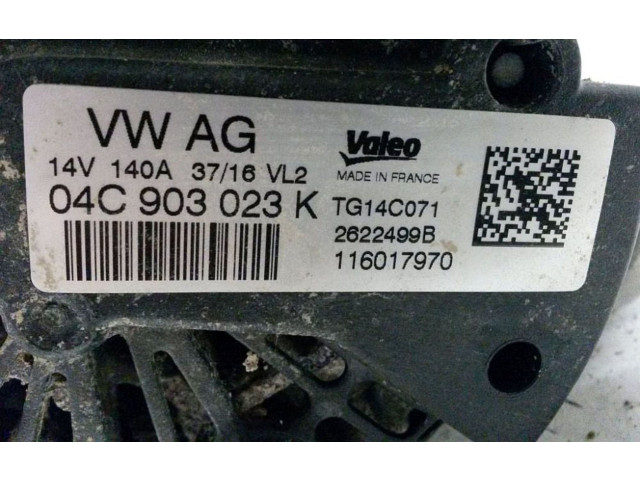 VW AG
14V 140A 37/16 VL2
04C 903 023 K
Valeo
MADE IN FRANCE
TG14C071
2622499B
116017970